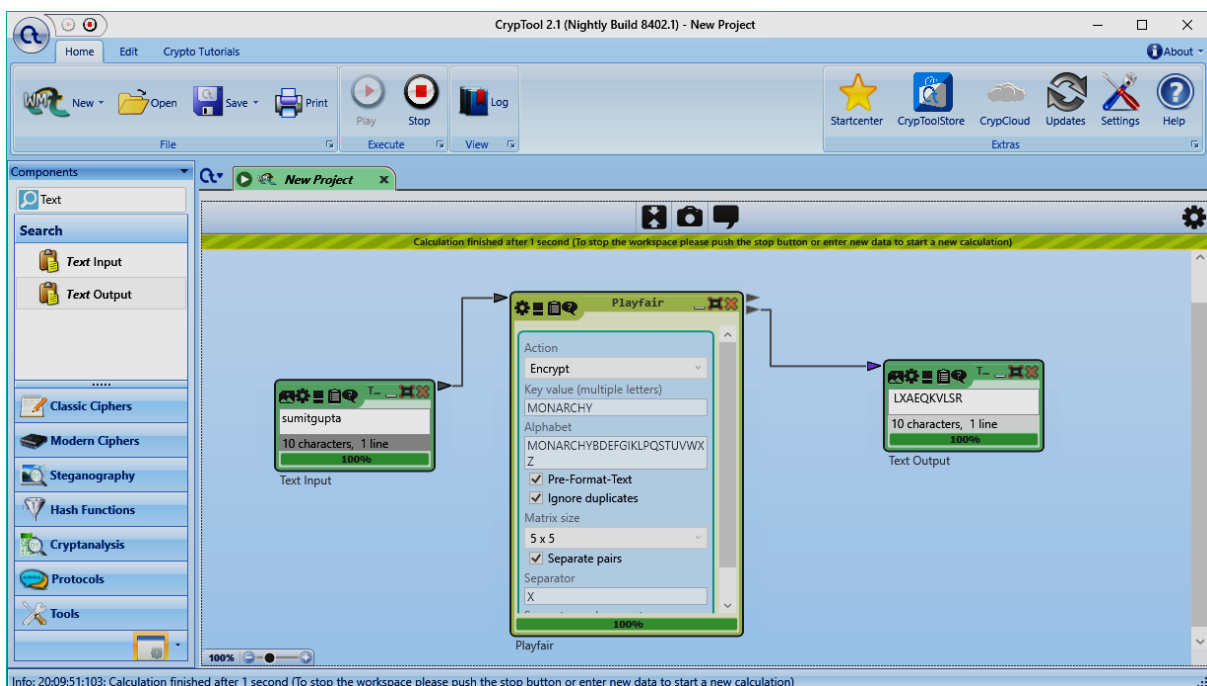 CrypTool 2.1 (Nightly Build 8402.1) - New Project
Home Edit Crypto Tutorials About
New Open Save Print Play Stop Log Startcenter CrypToolStore CrypCloud Updates Settings Help
File Execute View Extras
Components
New Project x
Text
Search
Text Input
Text Output
Classic Ciphers
Modern Ciphers
Steganography
Hash Functions
Cryptanalysis
Protocols
Tools
Calculation finished after 1 second (To stop the workspace please push the stop button or enter new data to start a new calculation)
T...
sumitgupta
10 characters, 1 line
100%
Text Input
Playfair
Action
Encrypt
Key value (multiple letters)
MONARCHY
Alphabet
MONARCHYBDEFGIKLPQSTUVWX
Z
Pre-Format-Text
Ignore duplicates
Matrix size
5 x 5
Separate pairs
Separator
X
100%
Playfair
T...
LXAEQKVLSR
10 characters, 1 line
100%
Text Output
100%
Info: 20:09:51:103: Calculation finished after 1 second (To stop the workspace please push the stop button or enter new data to start a new calculation)